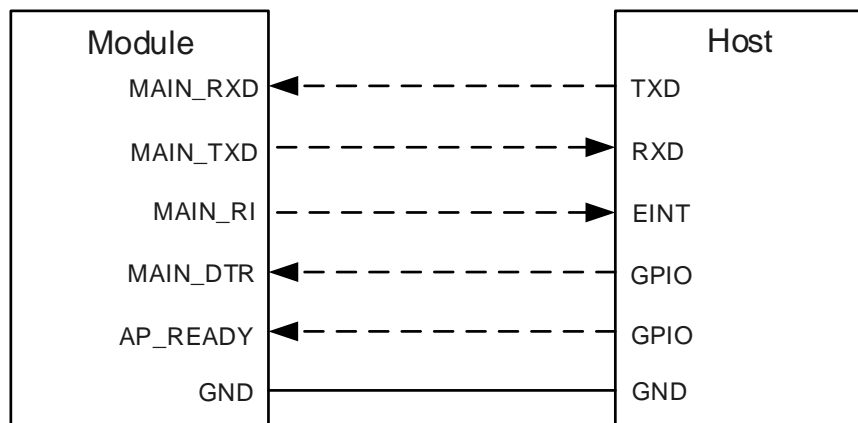 Module
Host
MAIN_RXD
TXD
MAIN_TXD
RXD
MAIN_RI
EINT
MAIN_DTR
GPIO
AP_READY
GPIO
GND
GND